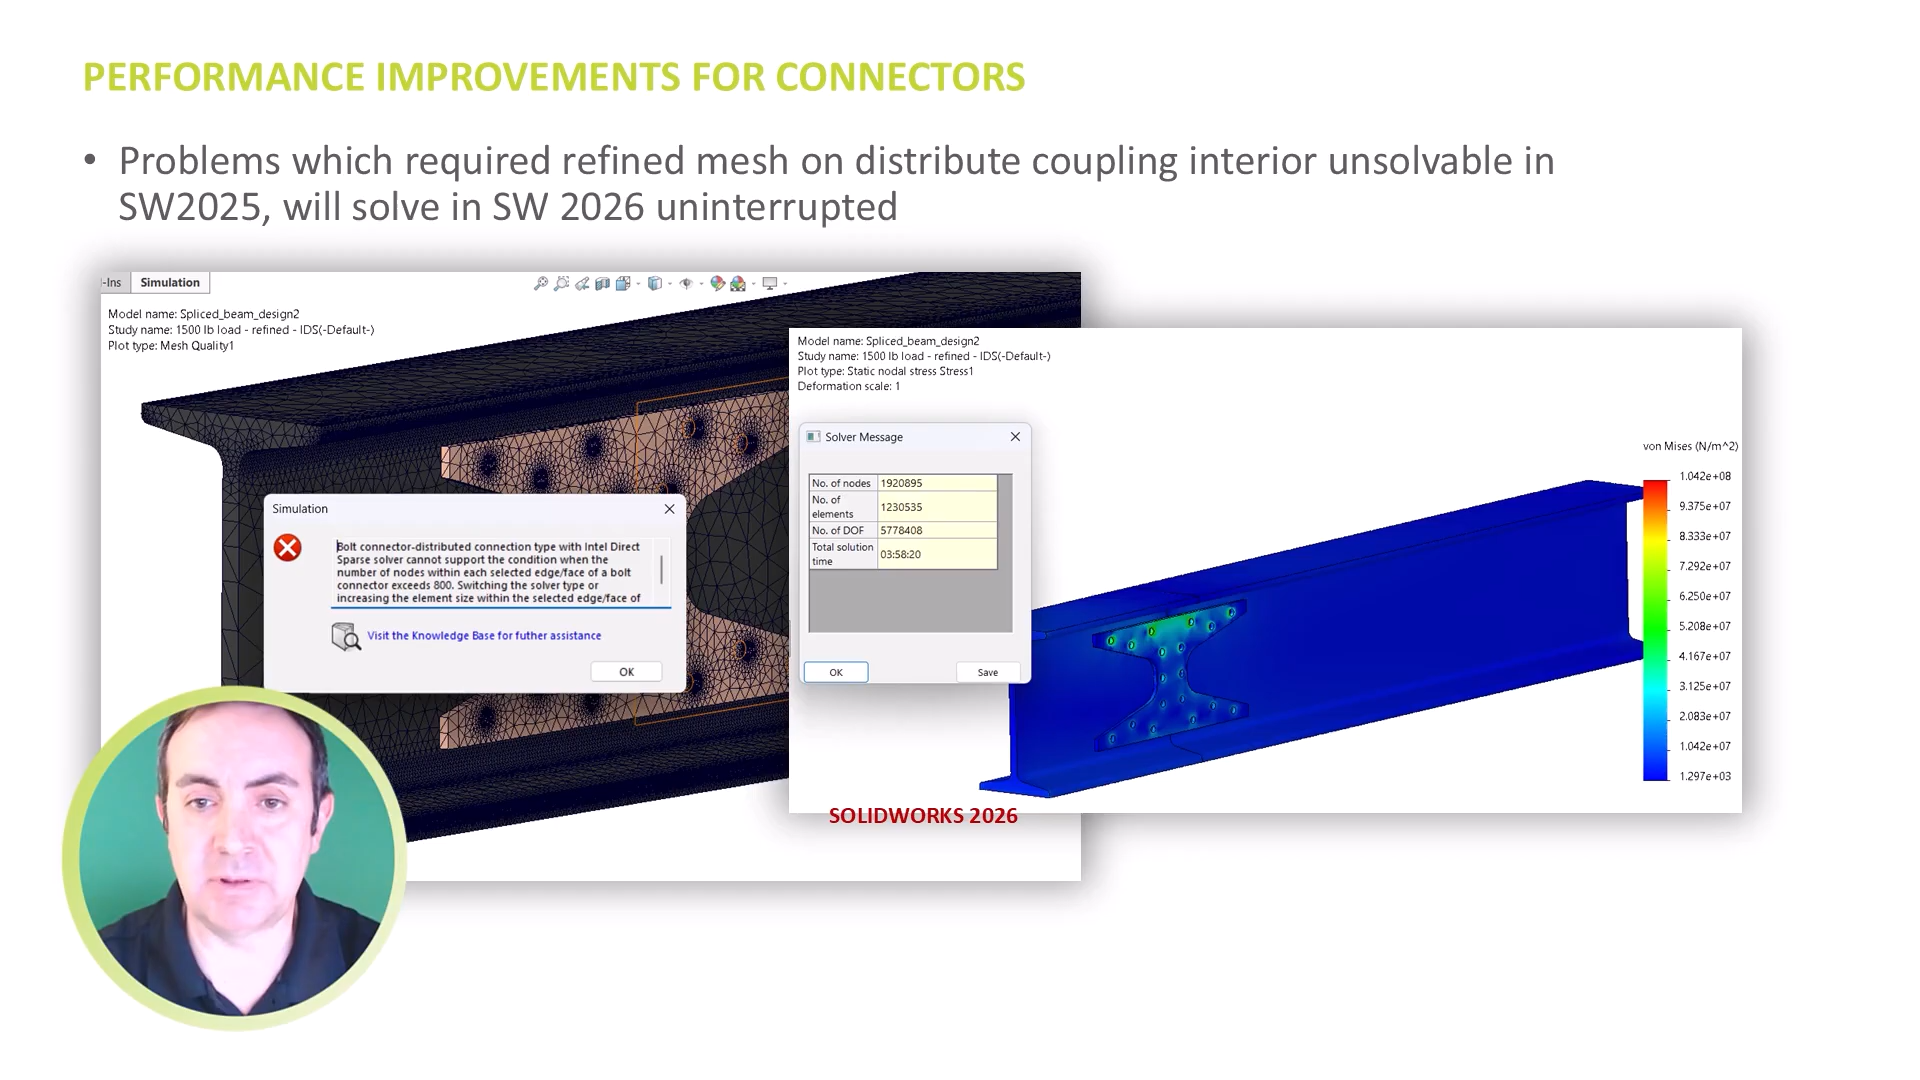 PERFORMANCE IMPROVEMENTS FOR CONNECTORS
• Problems which required refined mesh on distribute coupling interior unsolvable in
SW2025, will solve in SW 2026 uninterrupted
-Ins
Simulation
Model name: Spliced_beam_design2
Study name: 1500 lb load - refined - IDS(-Default-)
Plot type: Mesh Quality1
Simulation
Bolt connector-distributed connection type with Intel Direct
Sparse solver cannot support the condition when the
number of nodes within each selected edge/face of a bolt
connector exceeds 800. Switching the solver type or
increasing the element size within the selected edge/face of
Visit the Knowledge Base for futher assistance
OK
Model name: Spliced_beam_design2
Study name: 1500 lb load - refined - IDS(-Default-)
Plot type: Static nodal stress Stress1
Deformation scale: 1
Solver Message
No. of nodes 1920895
No. of
elements 1230535
No. of DOF 5778408
Total solution
time 03:58:20
OK
Save
von Mises (N/m^2)
1.042e+08
9.375e+07
8.333e+07
7.292e+07
6.250e+07
5.208e+07
4.167e+07
3.125e+07
2.083e+07
1.042e+07
1.297e+03
SOLIDWORKS 2026